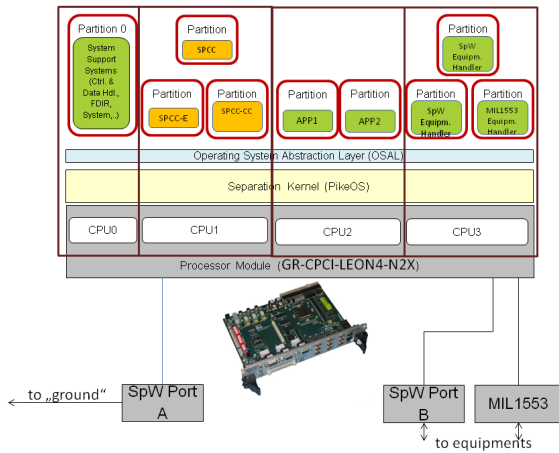 Partition 0
System
Support
Systems
(Ctrl. &
Data Hdl.,
FDIR,
System,..)
Partition
SPCC
Partition
SPCC-E
Partition
SPCC-CC
Partition
APP1
Partition
APP2
Partition
SpW
Equipm.
Handler
Partition
SpW
Equipm.
Handler
Partition
MIL1553
Equipm.
Handler
Operating System Abstraction Layer (OSAL)
Separation Kernel (PikeOS)
CPU0
CPU1
CPU2
CPU3
Processor Module (GR-CPCI-LEON4-N2X)
to „ground“
SpW Port
A
SpW Port
B
MIL1553
to equipments